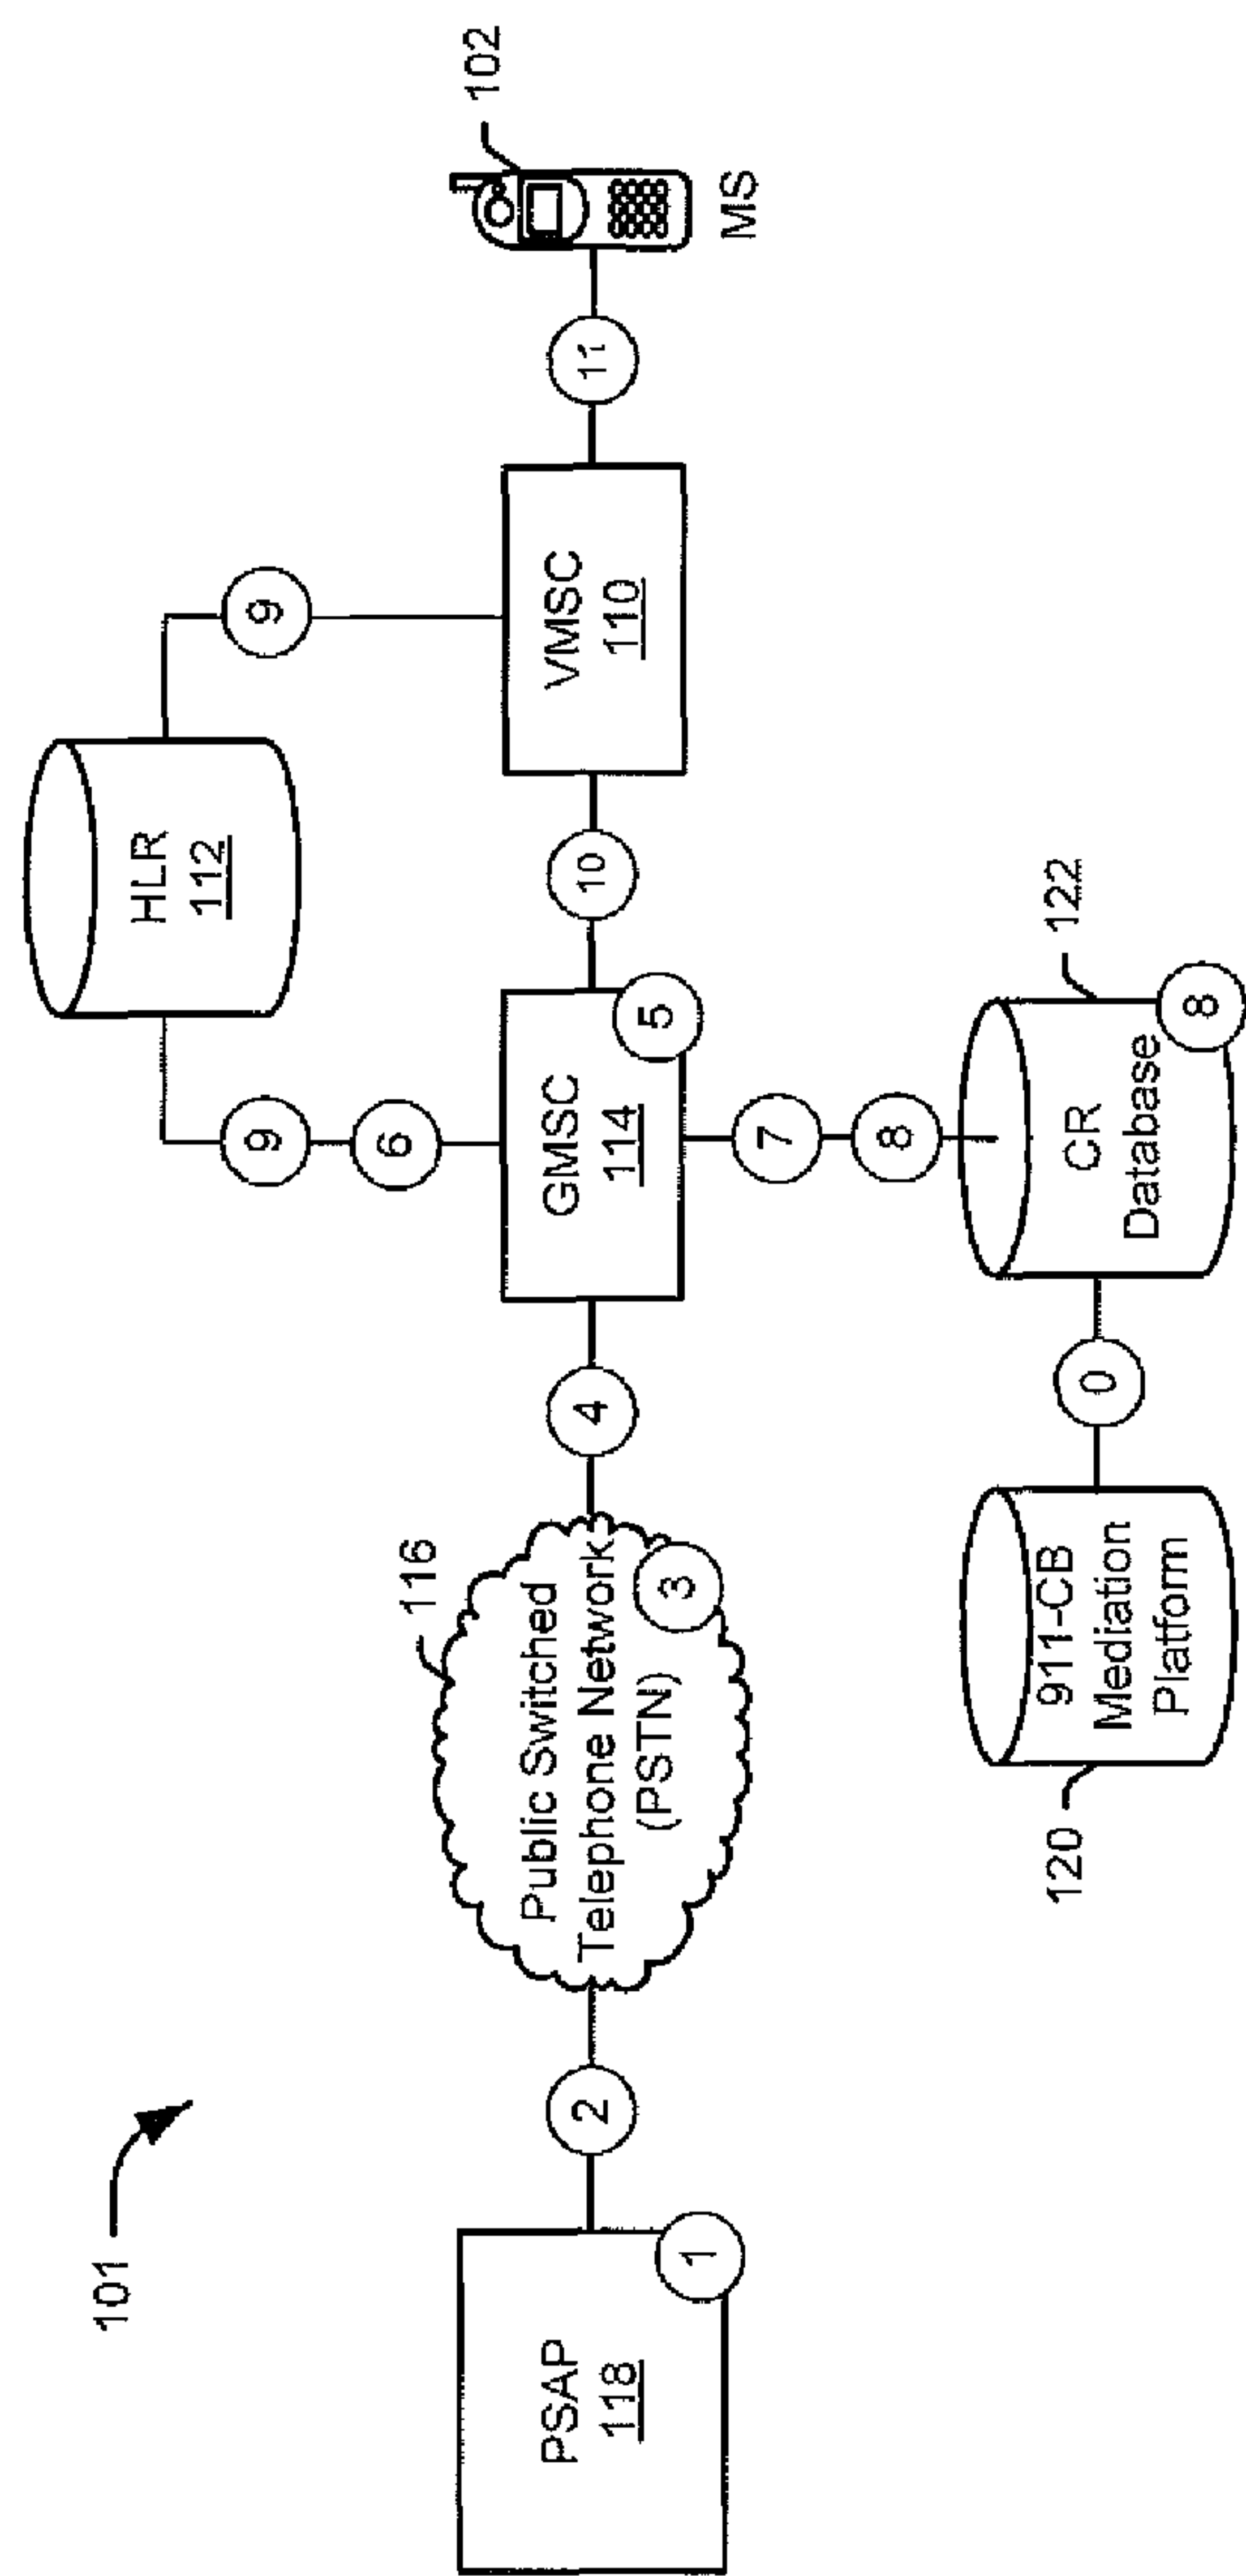 101
PSAP
118
1
2
116
Public Switched
Telephone Network
(PSTN)
3
4
GMSC
114
5
9
6
HLR
112
9
10
VMSC
110
11
102
MS
7
8
CR
Database
8
122
0
911-CB
Mediation
Platform
120